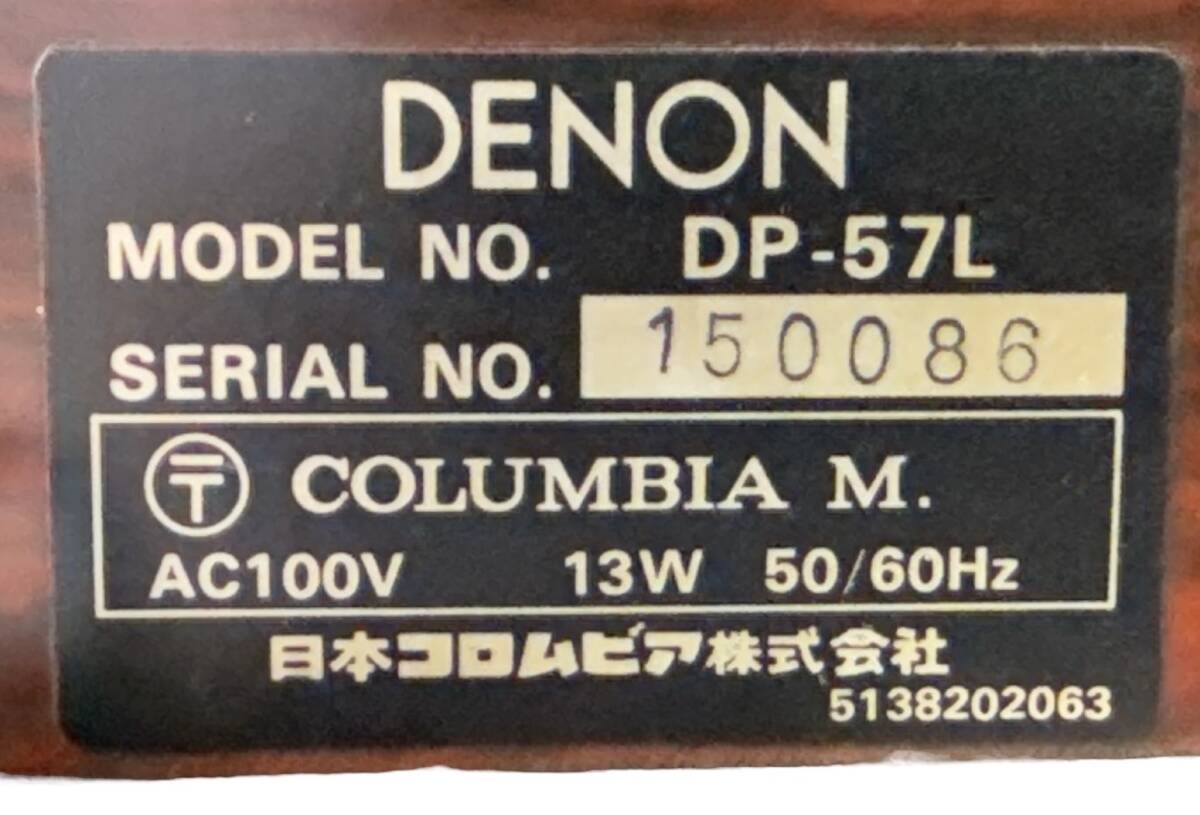 DENON
MODEL NO. DP-57L
SERIAL NO. 150086
〒 COLUMBIA M.
AC100V 13W 50/60Hz
日本コロムビア株式会社
5138202063